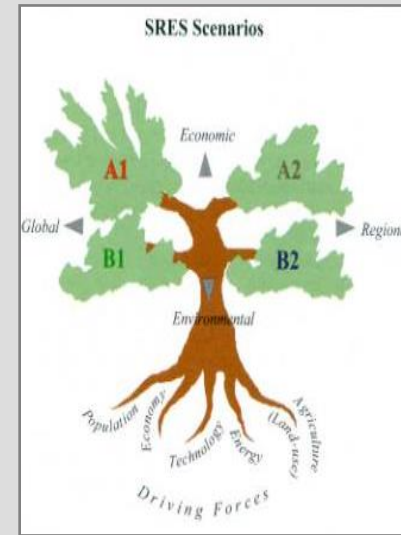 SRES Scenarios
Economic
A1
A2
Global
Region
B1
B2
Environmental
Population
Economy
Technology
Energy
Agriculture
(Land-use)
Driving Forces